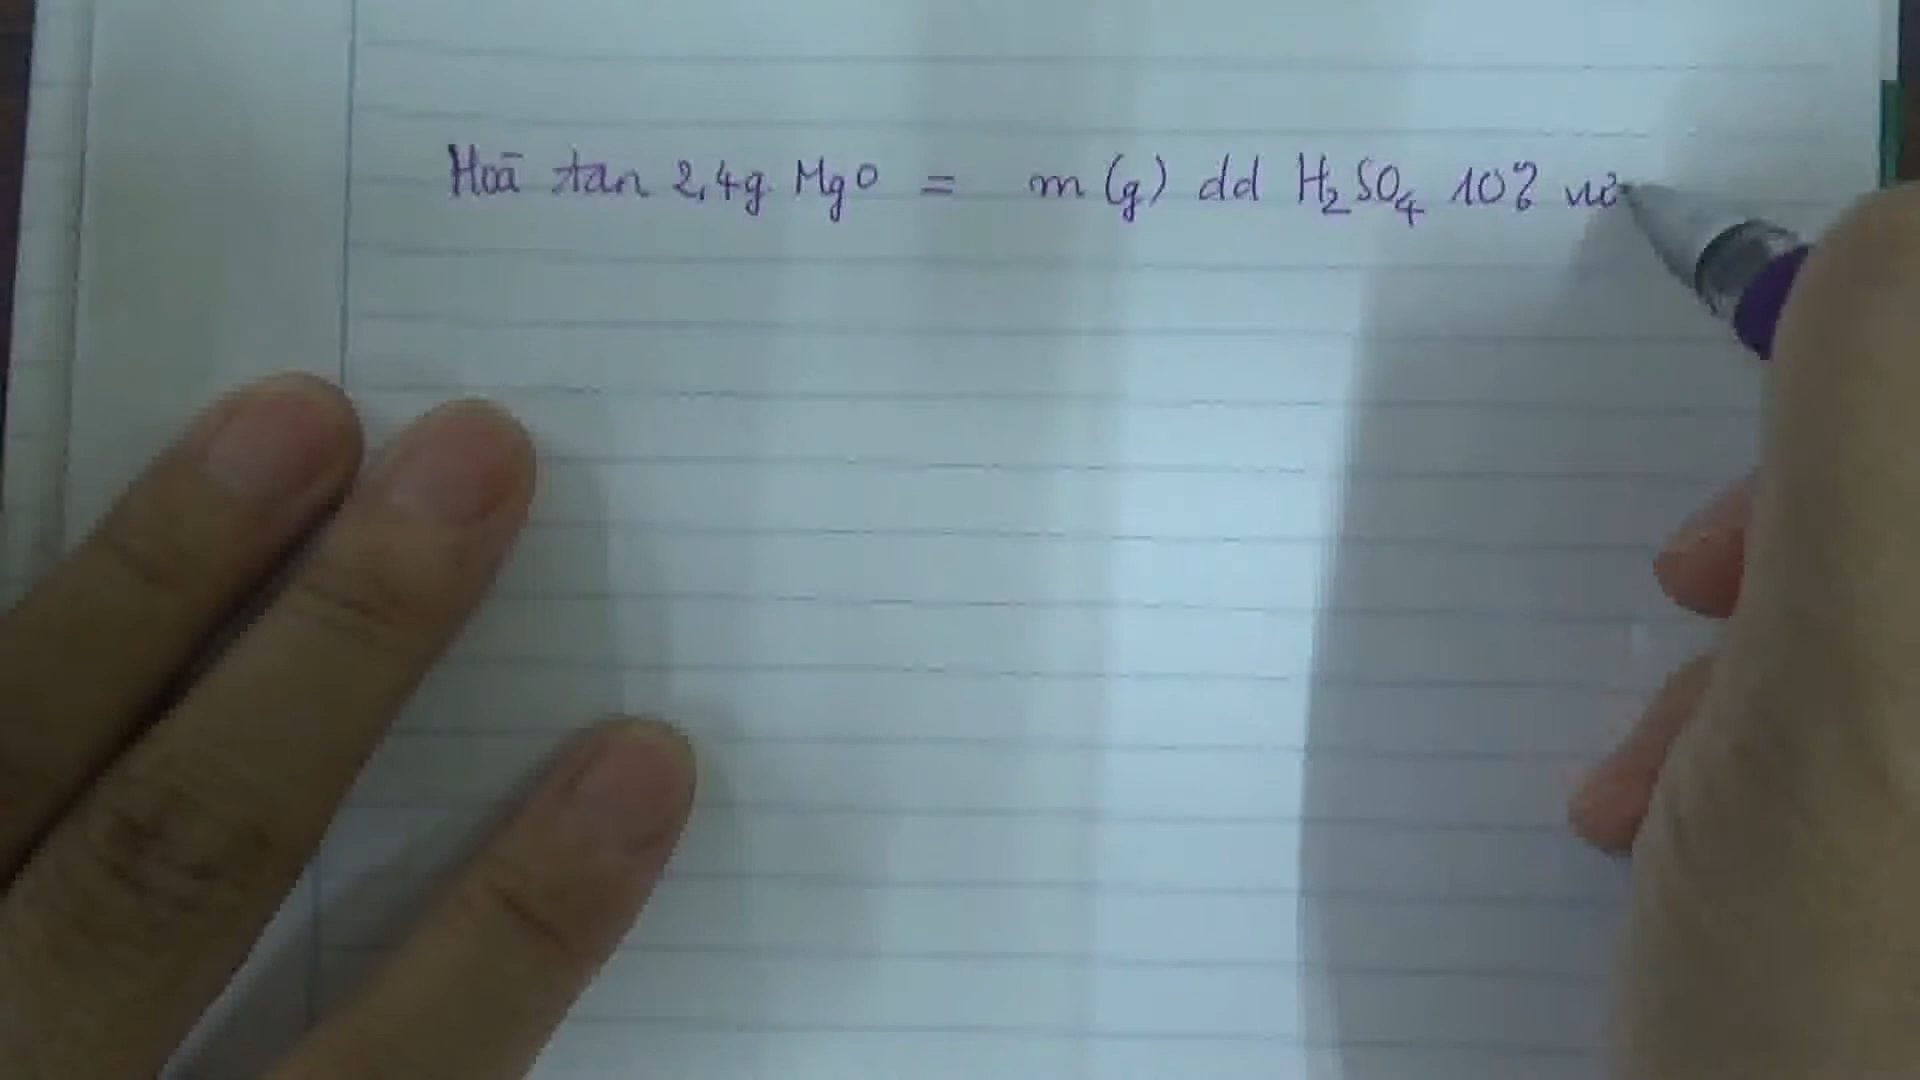 Hoà tan 2,4g MgO = m (g) dd H₂SO₄ 10%